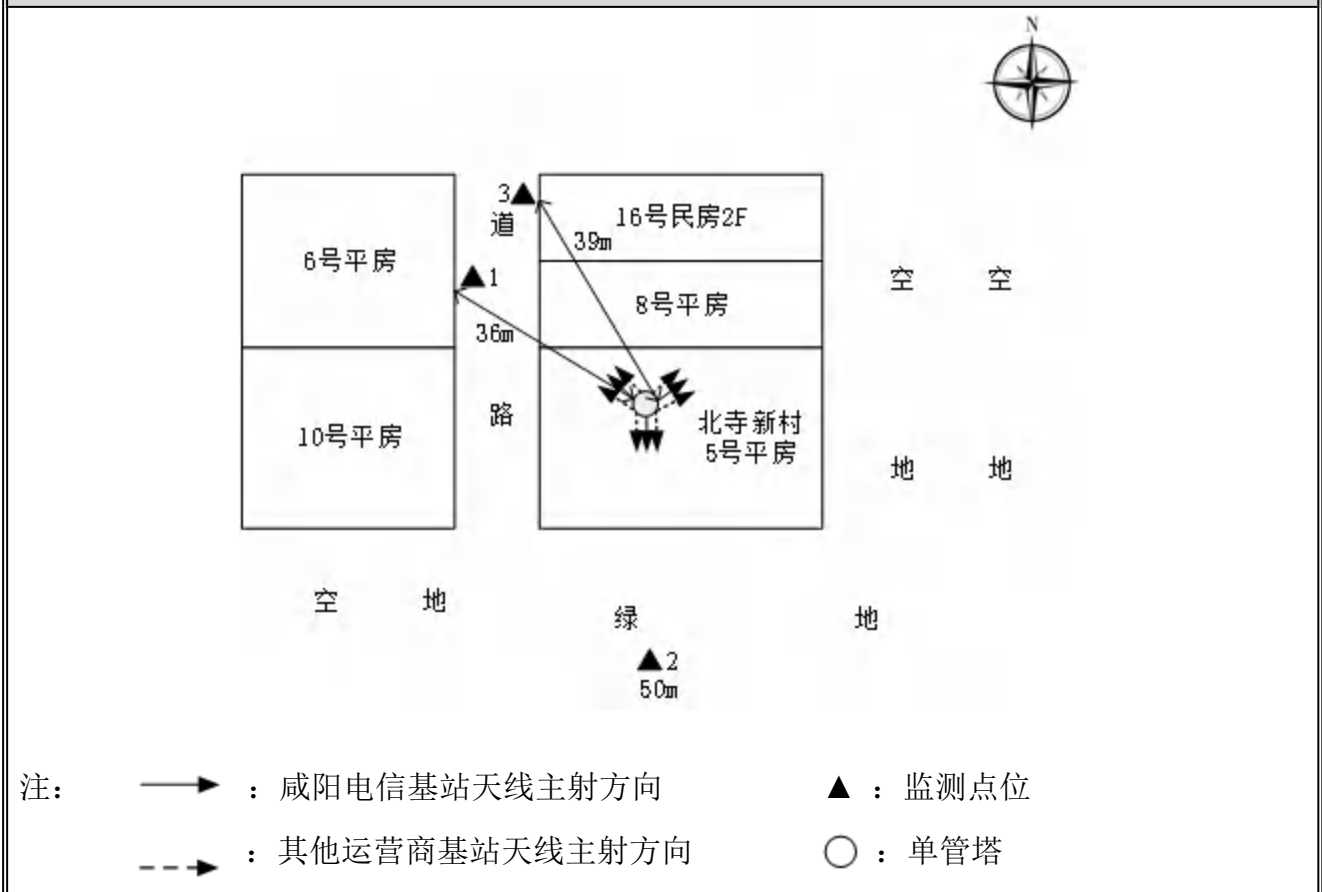 N
3▲
道
16号民房2F
39m
6号平房
▲1
空 空
8号平房
36m
路
北寺新村
5号平房
10号平房
地 地
空 地
绿 地
▲2
50m
注： ：咸阳电信基站天线主射方向 ▲：监测点位
：其他运营商基站天线主射方向 ○：单管塔